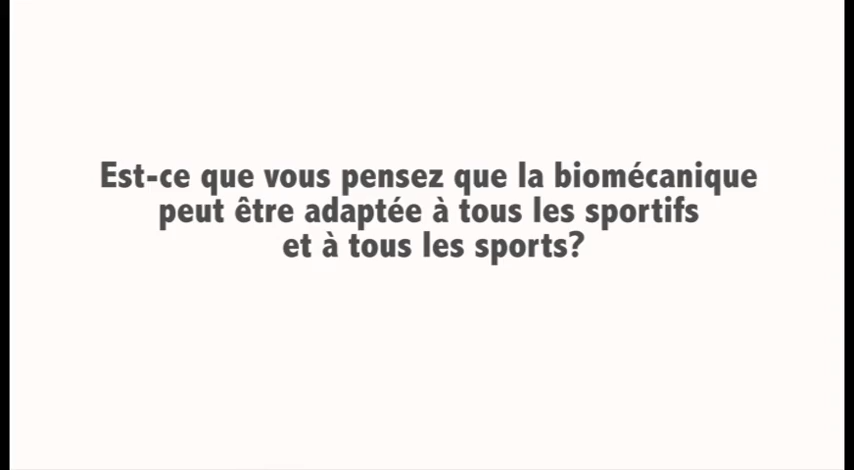 Est-ce que vous pensez que la biomécanique
peut être adaptée à tous les sportifs
et à tous les sports?